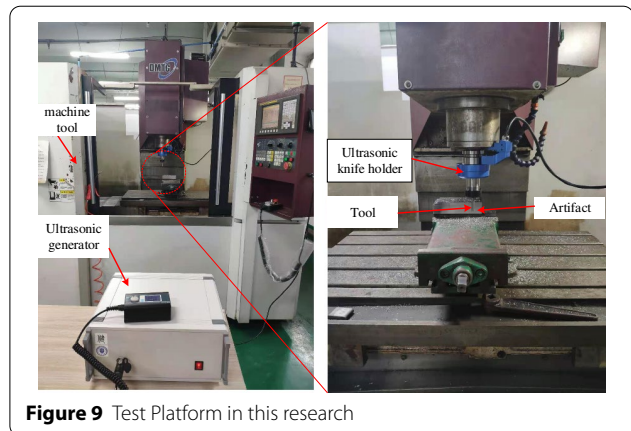 DMTG
machine
tool
Ultrasonic
generator
Ultrasonic
knife holder
Tool
Artifact
Figure 9 Test Platform in this research